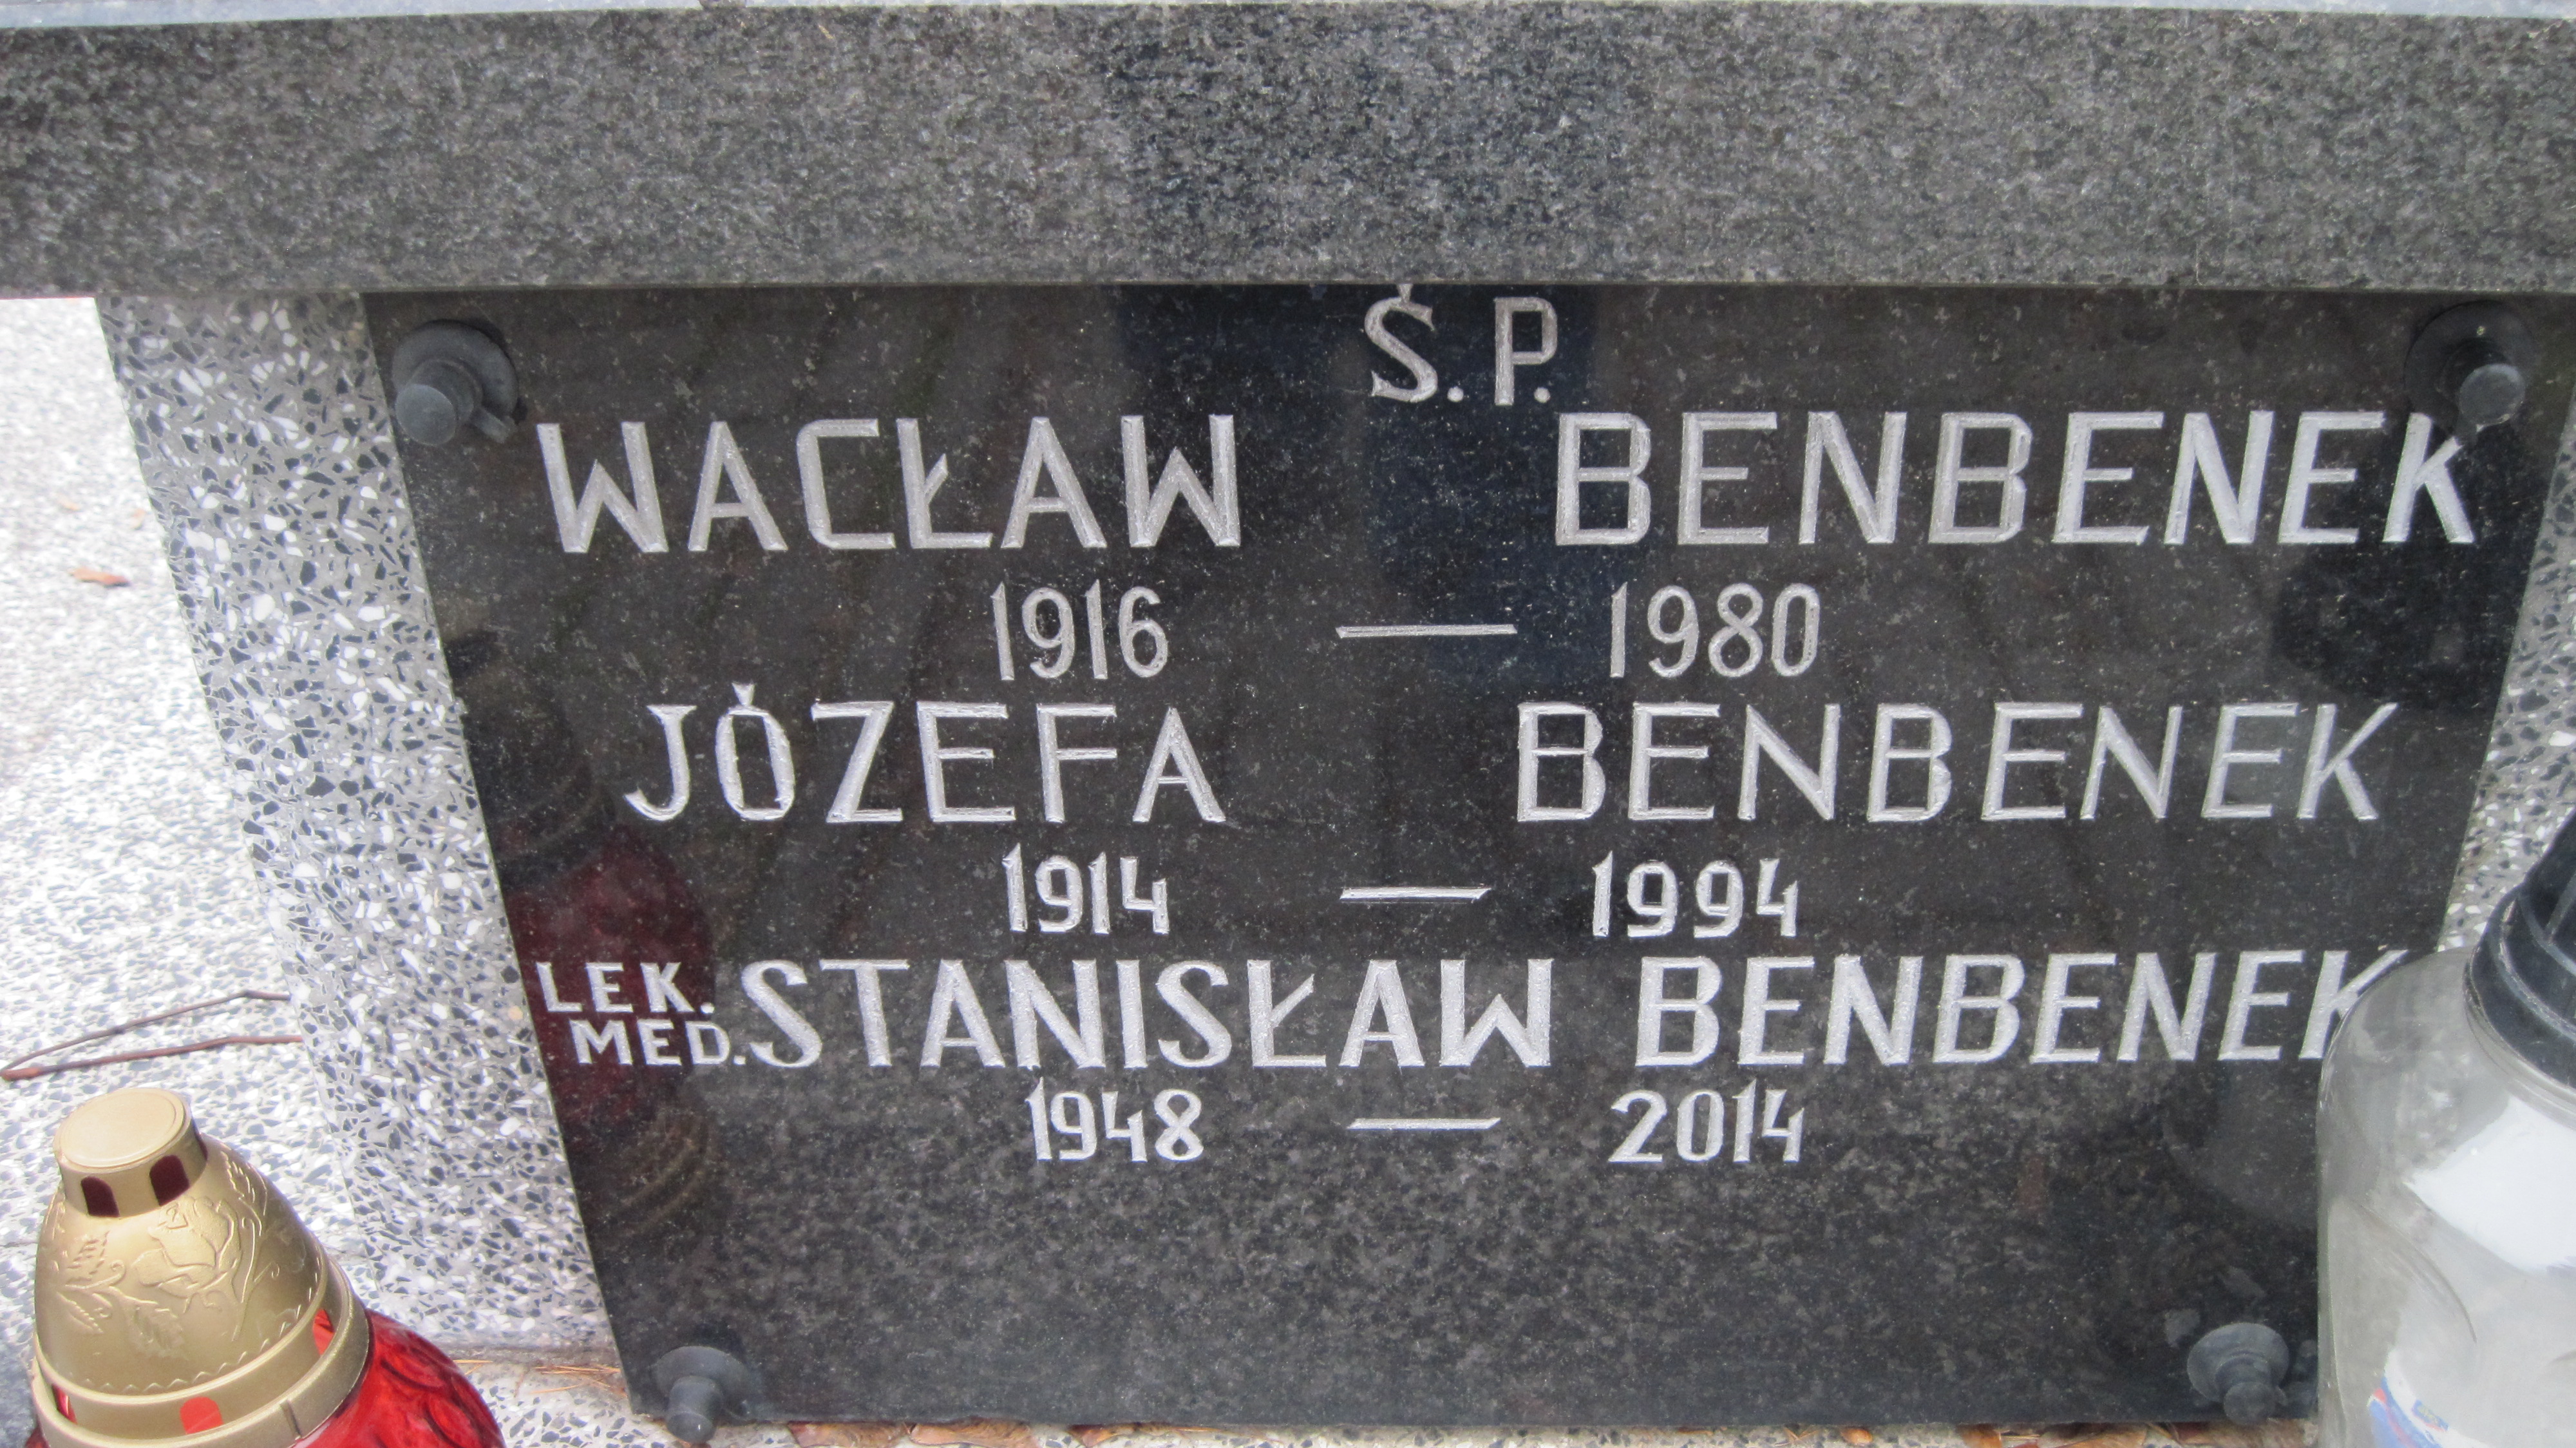 Ś.P.
WACŁAW BENBENEK
1916 — 1980
JÓZEFA BENBENEK
1914 — 1994
LEK. MED. STANISŁAW BENBENEK
1948 — 2014